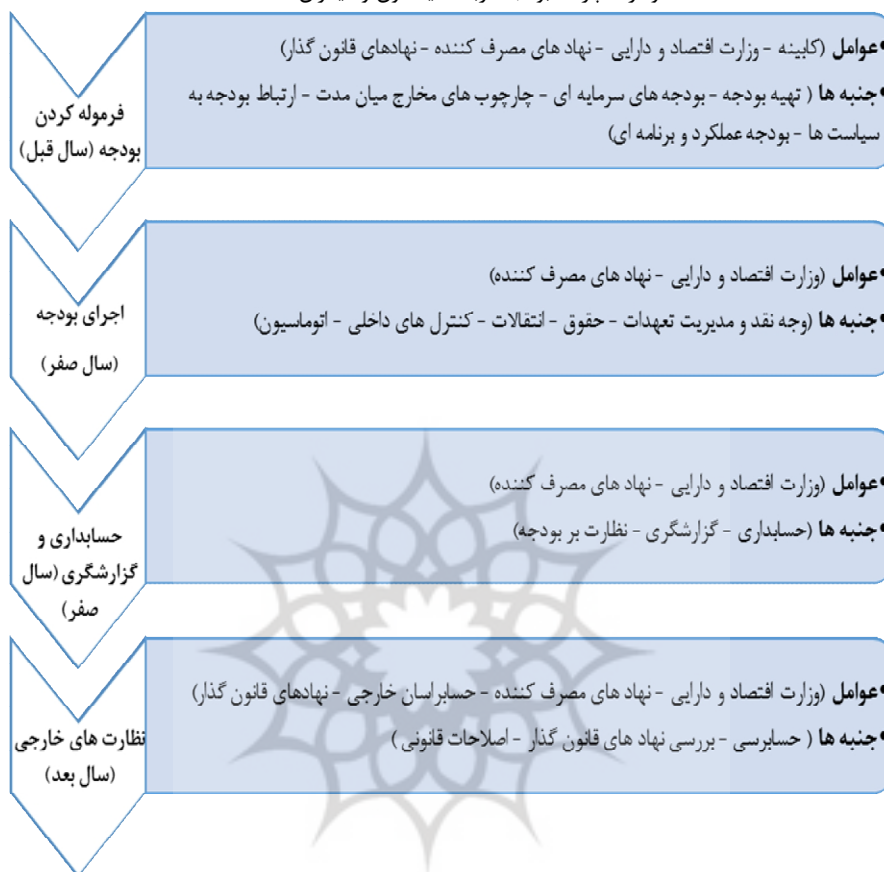 •عوامل (کابینه - وزارت اقتصاد و دارایی - نهاد های مصرف کننده - نهادهای قانون گذار)
•جنبه ها ( تهیه بودجه - بودجه های سرمایه ای - چارچوب های مخارج میان مدت - ارتباط بودجه به
سیاست ها - بودجه عملکرد و برنامه ای)
فرموله کردن
بودجه (سال قبل)
•عوامل (وزارت اقتصاد و دارایی - نهاد های مصرف کننده)
•جنبه ها (وجه نقد و مدیریت تعهدات - حقوق - انتقالات - کنترل های داخلی - اتوماسیون)
اجرای بودجه
(سال صفر)
•عوامل (وزارت اقتصاد و دارایی - نهاد های مصرف کننده)
•جنبه ها (حسابداری - گزارشگری - نظارت بر بودجه)
حسابداری و
گزارشگری (سال
صفر)
•عوامل (وزارت اقتصاد و دارایی - نهاد های مصرف کننده - حسابراسان خارجی - نهادهای قانون گذار)
•جنبه ها ( حسابرسی - بررسی نهاد های قانون گذار - اصلاحات قانونی )
نظارت های خارجی
(سال بعد)